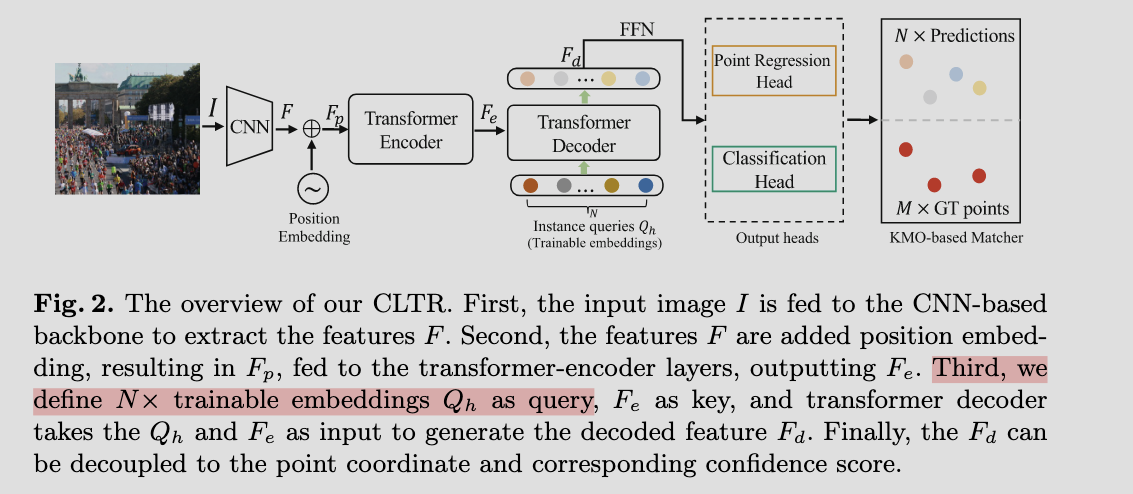 I
CNN
F
F_p
Transformer
Encoder
F_e
Position
Embedding
F_d
...
Transformer
Decoder
...
N
Instance queries Q_h
(Trainable embeddings)
FFN
Point Regression
Head
Classification
Head
Output heads
N × Predictions
M × GT points
KMO-based Matcher
Fig. 2. The overview of our CLTR. First, the input image I is fed to the CNN-based
backbone to extract the features F. Second, the features F are added position embed-
ding, resulting in F_p, fed to the transformer-encoder layers, outputting F_e. Third, we
define N× trainable embeddings Q_h as query, F_e as key, and transformer decoder
takes the Q_h and F_e as input to generate the decoded feature F_d. Finally, the F_d can
be decoupled to the point coordinate and corresponding confidence score.